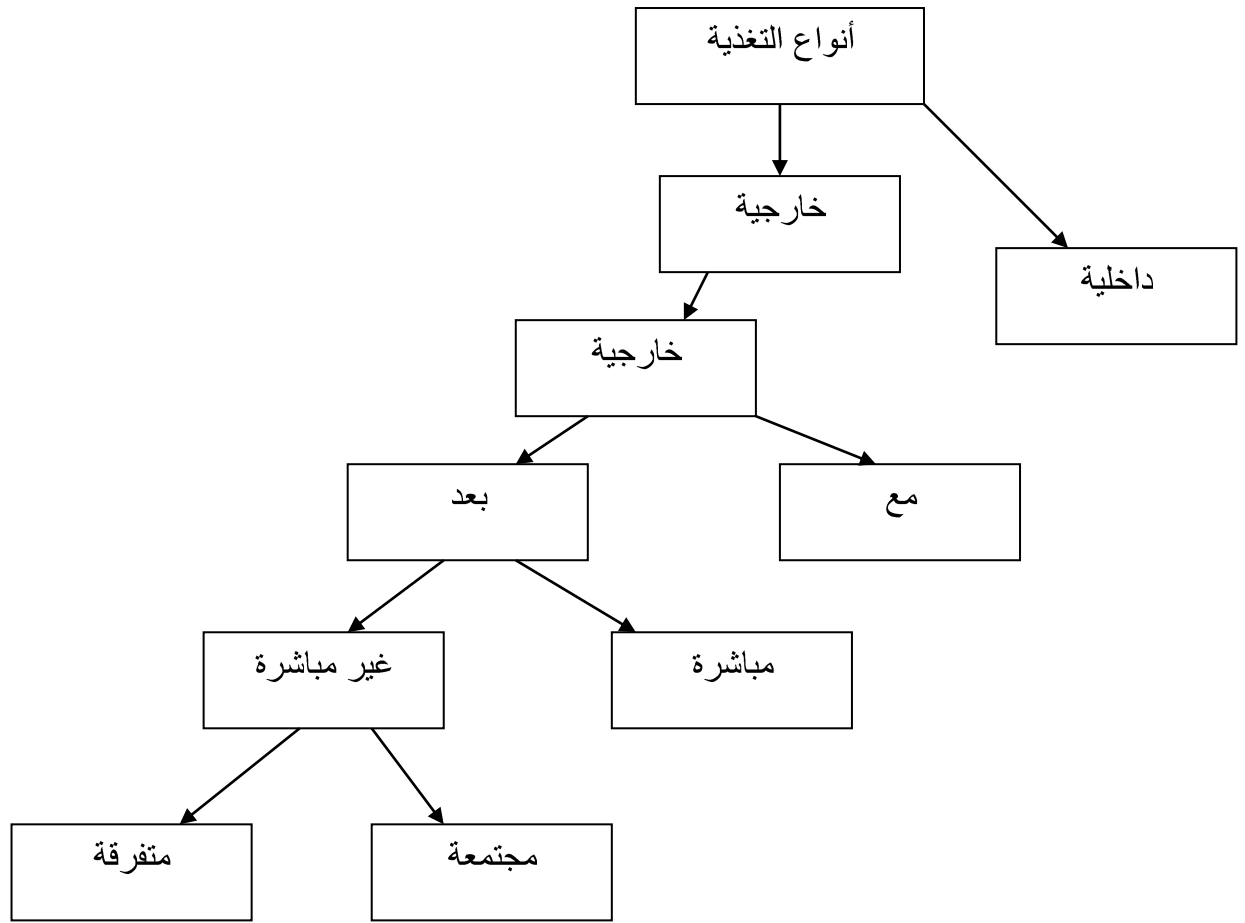 أنواع التغذية
خارجية
داخلية
خارجية
مع
بعد
مباشرة
غير مباشرة
مجتمعة
متفرقة